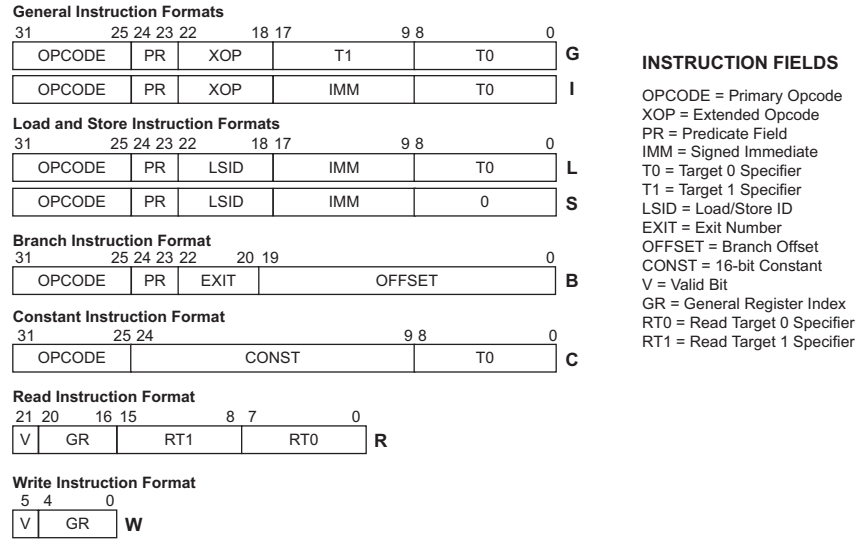 General Instruction Formats
31 25 24 23 22 18 17 9 8 0
OPCODE PR XOP T1 T0 G
OPCODE PR XOP IMM T0 I
Load and Store Instruction Formats
31 25 24 23 22 18 17 9 8 0
OPCODE PR LSID IMM T0 L
OPCODE PR LSID IMM 0 S
Branch Instruction Format
31 25 24 23 22 20 19 0
OPCODE PR EXIT OFFSET B
Constant Instruction Format
31 25 24 9 8 0
OPCODE CONST T0 C
Read Instruction Format
21 20 16 15 8 7 0
V GR RT1 RT0 R
Write Instruction Format
5 4 0
V GR W
INSTRUCTION FIELDS
OPCODE = Primary Opcode
XOP = Extended Opcode
PR = Predicate Field
IMM = Signed Immediate
T0 = Target 0 Specifier
T1 = Target 1 Specifier
LSID = Load/Store ID
EXIT = Exit Number
OFFSET = Branch Offset
CONST = 16-bit Constant
V = Valid Bit
GR = General Register Index
RT0 = Read Target 0 Specifier
RT1 = Read Target 1 Specifier